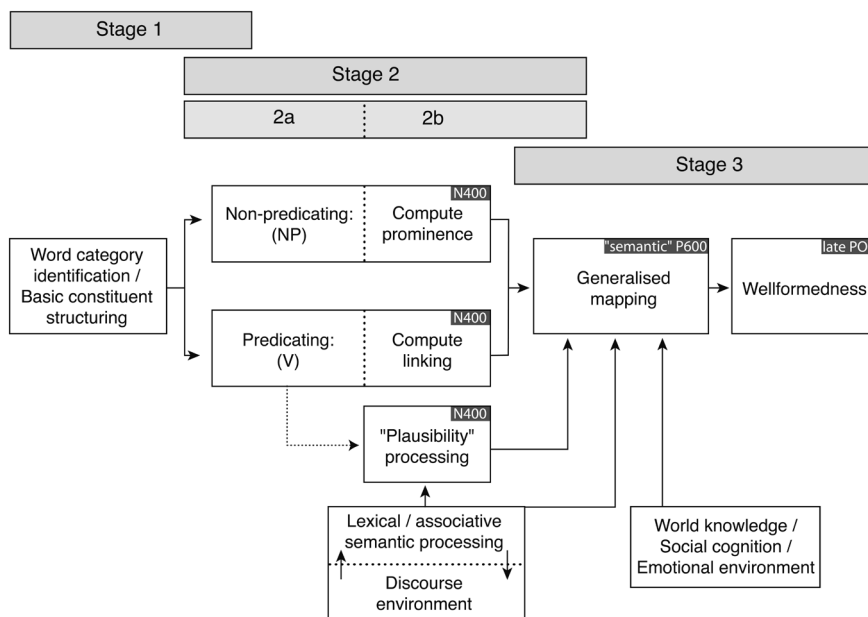 Stage 1
Stage 2
2a
2b
Stage 3
N400
Non-predicating:
(NP)
Compute
prominence
Word category
identification /
Basic constituent
structuring
"semantic" P600
Generalised
mapping
late PO
Wellformedness
N400
Predicating:
(V)
Compute
linking
N400
"Plausibility"
processing
Lexical / associative
semantic processing
Discourse
environment
World knowledge /
Social cognition /
Emotional environment